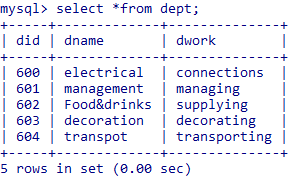 mysql> select *from dept;
+-----+------------+--------------+
| did | dname      | dwork        |
+-----+------------+--------------+
| 600 | electrical | connections  |
| 601 | management | managing     |
| 602 | Food&drinks | supplying    |
| 603 | decoration | decorating   |
| 604 | transpot   | transporting |
+-----+------------+--------------+
5 rows in set (0.00 sec)